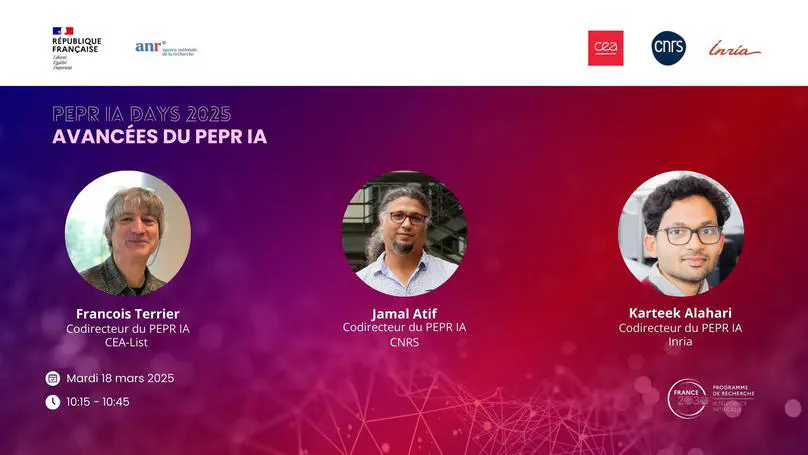 RÉPUBLIQUE
FRANÇAISE
Liberté
Égalité
Fraternité
anr
agence nationale
de la recherche
cea
cnrs
Inria
PEPR IA DAYS 2025
AVANCÉES DU PEPR IA
Francois Terrier
Codirecteur du PEPR IA
CEA-List
Jamal Atif
Codirecteur du PEPR IA
CNRS
Karteek Alahari
Codirecteur du PEPR IA
Inria
Mardi 18 mars 2025
10:15 - 10:45
FRANCE
2030
PROGRAMME
DE RECHERCHE
INTELLIGENCE
ARTIFICIELLE